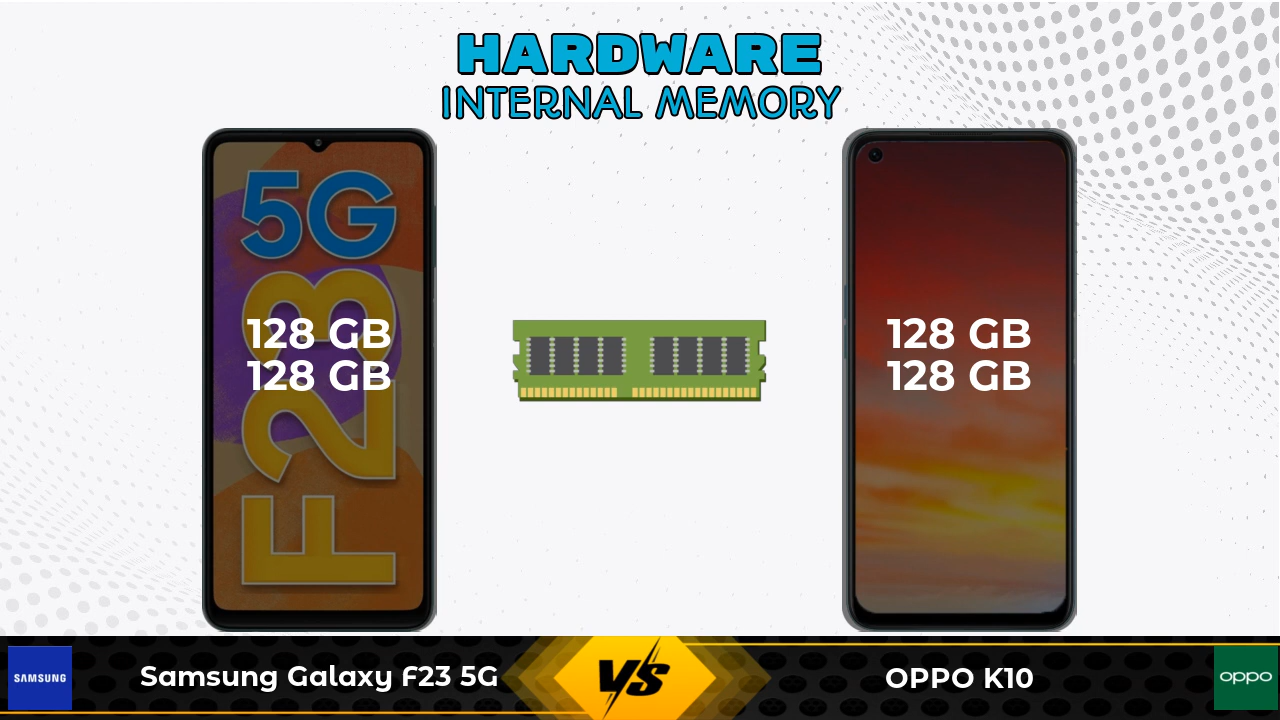 HARDWARE
INTERNAL MEMORY
5G
F23
128 GB
128 GB
128 GB
128 GB
SAMSUNG
Samsung Galaxy F23 5G
VS
OPPO K10
oppo